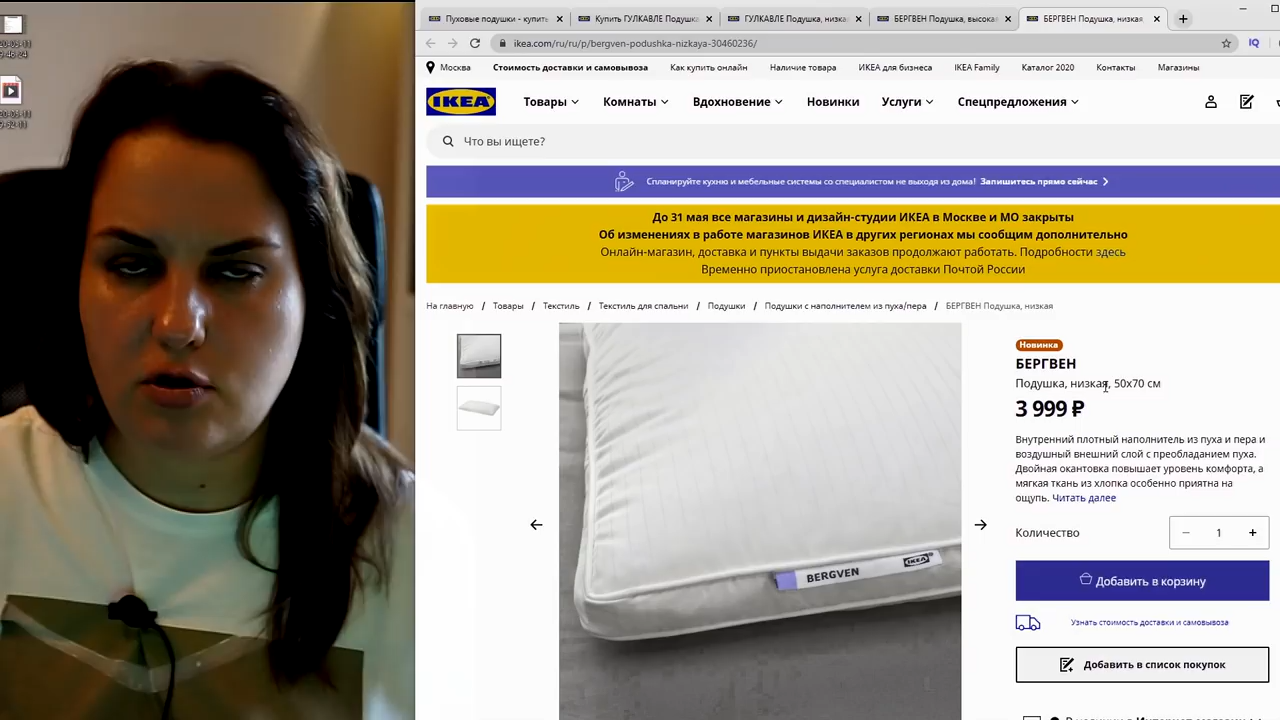 Пуховые подушки - купить
Купить ГУЛКАВЛЕ Подушка
ГУЛКАВЛЕ Подушка, низка
БЕРГВЕН Подушка, высока
БЕРГВЕН Подушка, низкая
ikea.com/ru/ru/p/bergven-podushka-nizkaya-30460236/
IQ
Москва
Стоимость доставки и самовывоза
Как купить онлайн
Наличие товара
ИКЕА для бизнеса
IKEA Family
Каталог 2020
Контакты
Магазины
IKEA
Товары
Комнаты
Вдохновение
Новинки
Услуги
Спецпредложения
Что вы ищете?
Спланируйте кухню и мебельные системы со специалистом не выходя из дома! Запишитесь прямо сейчас
До 31 мая все магазины и дизайн-студии ИКЕА в Москве и МО закрыты
Об изменениях в работе магазинов ИКЕА в других регионах мы сообщим дополнительно
Онлайн-магазин, доставка и пункты выдачи заказов продолжают работать. Подробности здесь
Временно приостановлена услуга доставки Почтой России
На главную / Товары / Текстиль / Текстиль для спальни / Подушки / Подушки с наполнителем из пуха/пера / БЕРГВЕН Подушка, низкая
Новинка
БЕРГВЕН
Подушка, низкая, 50x70 см
3 999 ₽
Внутренний плотный наполнитель из пуха и пера и
воздушный внешний слой с преобладанием пуха.
Двойная окантовка повышает уровень комфорта, а
мягкая ткань из хлопка особенно приятна на
ощупь. Читать далее
BERGVEN
IKEA
Количество
1
Добавить в корзину
Узнать стоимость доставки и самовывоза
Добавить в список покупок